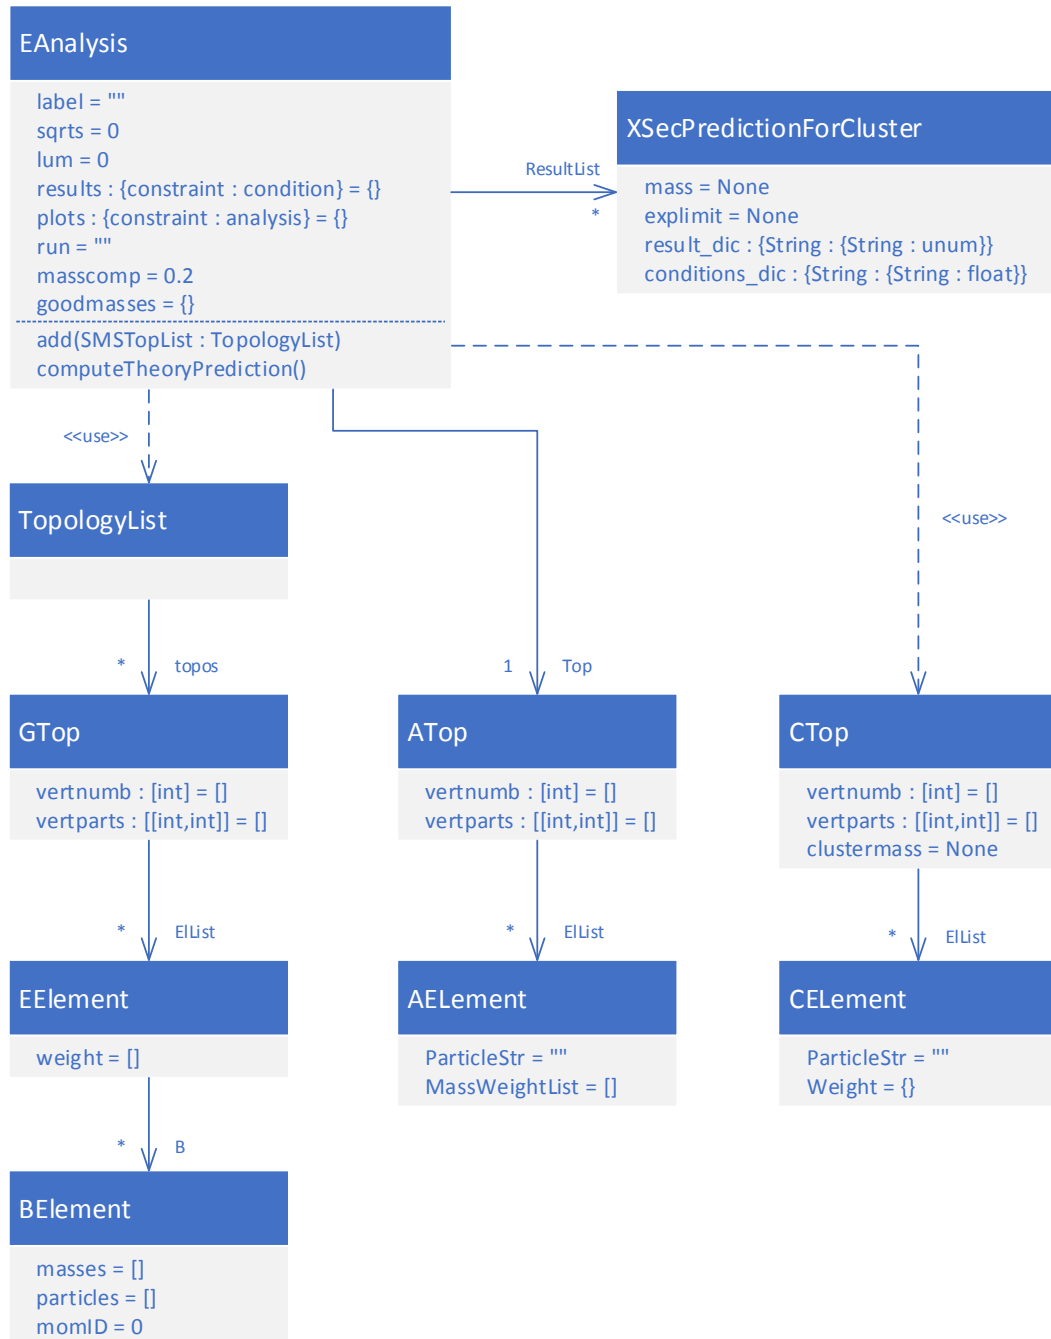 EAnalysis
label = ""
sqrts = 0
lum = 0
results : {constraint : condition} = {}
plots : {constraint : analysis} = {}
run = ""
masscomp = 0.2
goodmasses = {}
add(SMSTopList : TopologyList)
computeTheoryPrediction()
ResultList
*
XSecPredictionForCluster
mass = None
explimit = None
result_dic : {String : {String : unum}}
conditions_dic : {String : {String : float}}
<<use>>
<<use>>
TopologyList
* topos
1 Top
GTop
vertnumb : [int] = []
vertparts : [[int,int]] = []
ATop
vertnumb : [int] = []
vertparts : [[int,int]] = []
CTop
vertnumb : [int] = []
vertparts : [[int,int]] = []
clustermass = None
* ElList
* ElList
* ElList
EElement
weight = []
AELement
ParticleStr = ""
MassWeightList = []
CELement
ParticleStr = ""
Weight = {}
* B
BElement
masses = []
particles = []
momID = 0